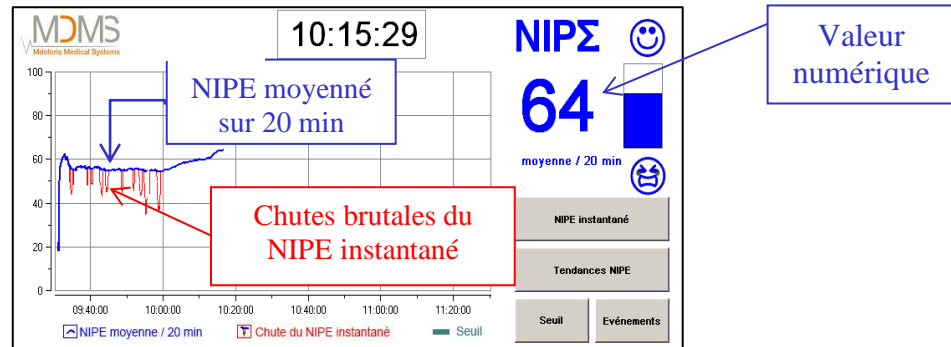 MDMS
Mdoloris Medical Systems
10:15:29
NIPΣ
Valeur
numérique
NIPE moyenné
sur 20 min
64
moyenne / 20 min
100
80
60
40
20
0
Chutes brutales du
NIPE instantané
NIPE instantané
Tendances NIPE
Seuil
Evénements
09:40:00
10:00:00
10:20:00
10:40:00
11:00:00
11:20:00
NIPE moyenne / 20 min
Chute du NIPE instantané
Seuil